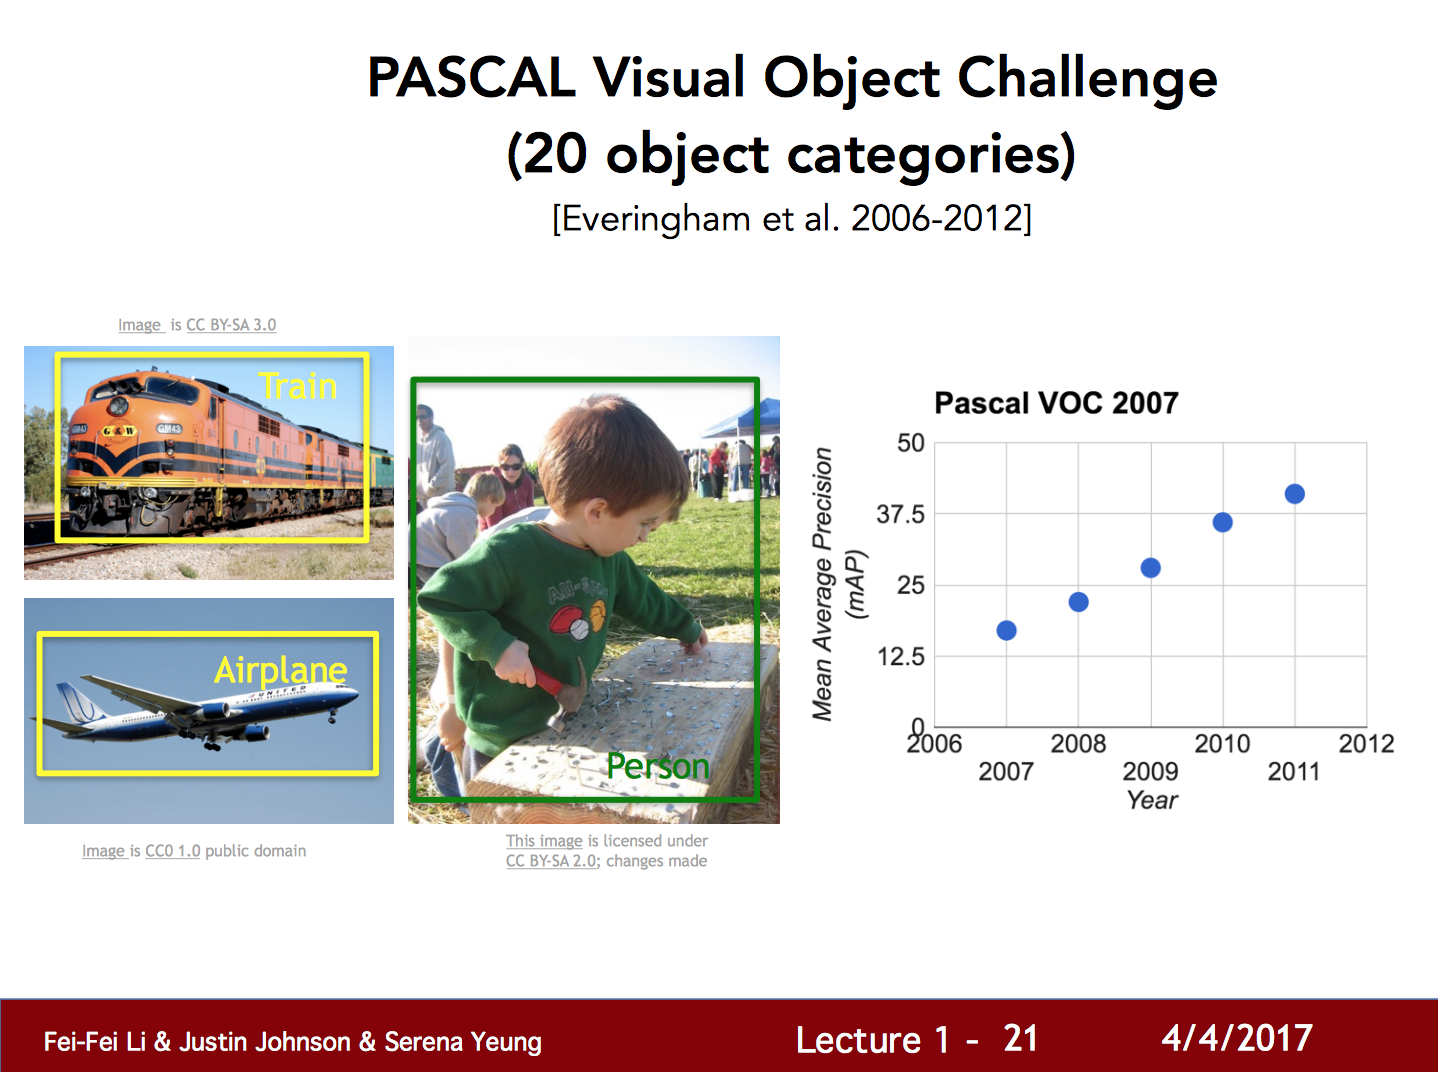 PASCAL Visual Object Challenge
(20 object categories)
[Everingham et al. 2006-2012]
Image is CC BY-SA 3.0
Train
G & W
GM43
GM43
Airplane
UNITED
Image is CC0 1.0 public domain
Person
This image is licensed under
CC BY-SA 2.0; changes made
Pascal VOC 2007
Mean Average Precision
(mAP)
50
37.5
25
12.5
0
2006
2008
2010
2012
2007
2009
2011
Year
Fei-Fei Li & Justin Johnson & Serena Yeung
Lecture 1 - 21
4/4/2017